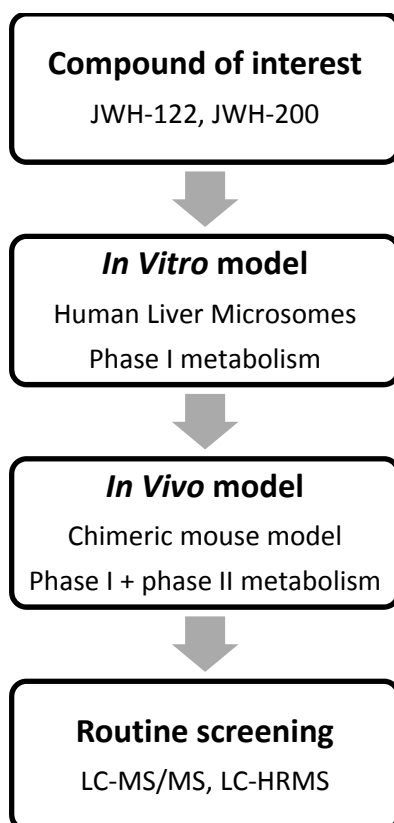 Compound of interest
JWH-122, JWH-200
In Vitro model
Human Liver Microsomes
Phase I metabolism
In Vivo model
Chimeric mouse model
Phase I + phase II metabolism
Routine screening
LC-MS/MS, LC-HRMS